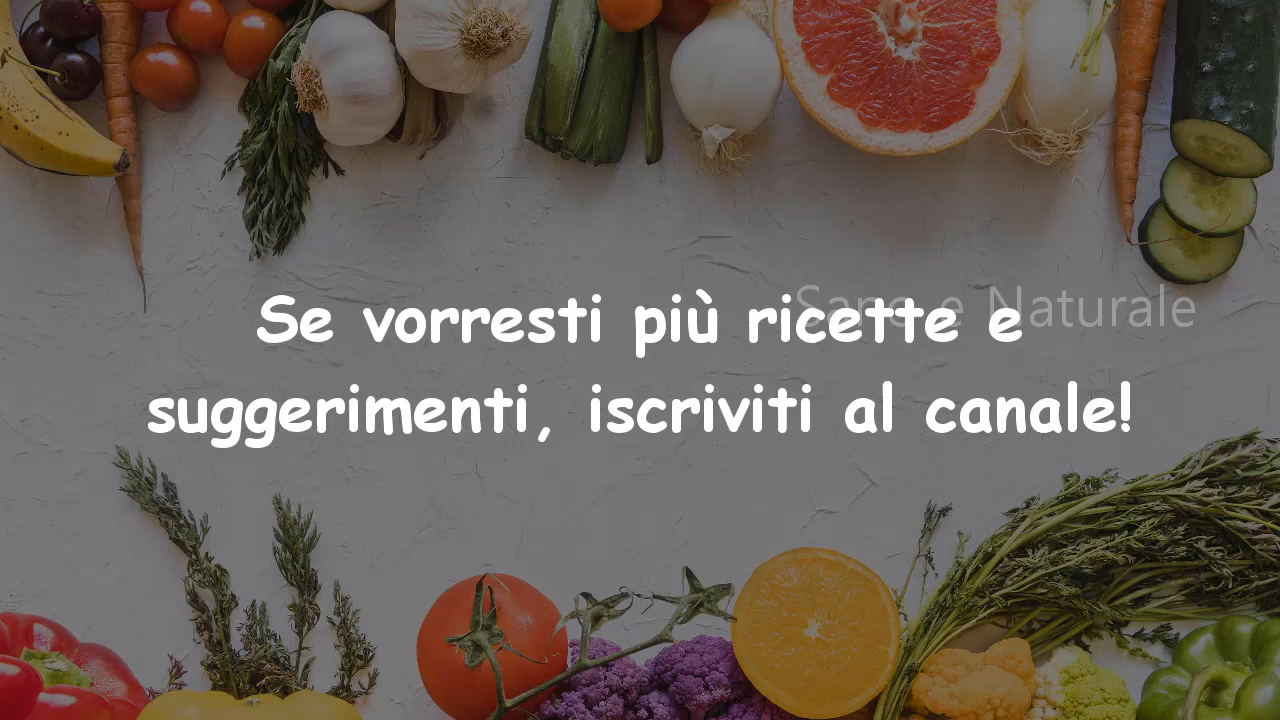 Sano e Naturale
Se vorresti più ricette e
suggerimenti, iscriviti al canale!